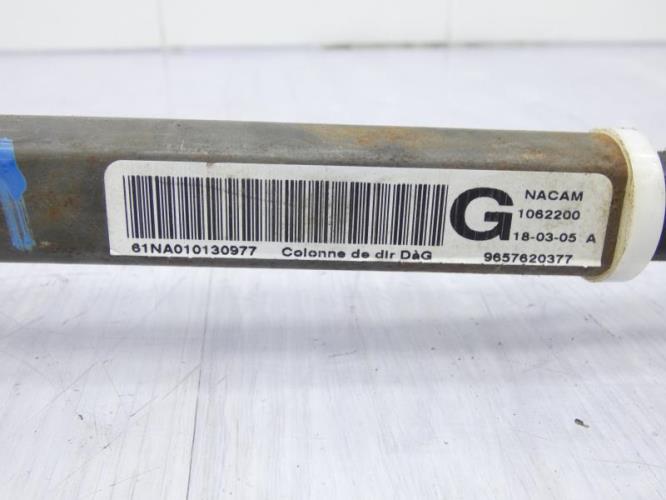 NACAM
G 1062200
18-03-05 A
61NA010130977 Colonne de dir DàG 9657620377